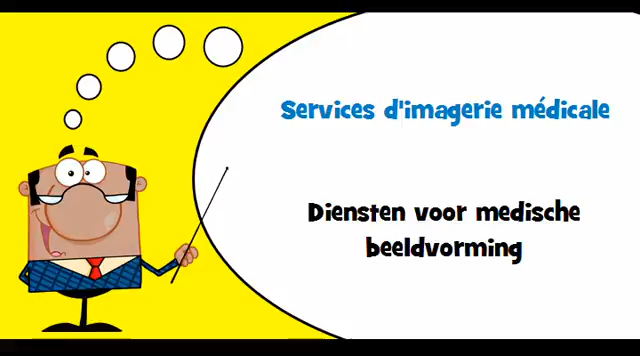 Services d'imagerie médicale
Diensten voor medische
beeldvorming